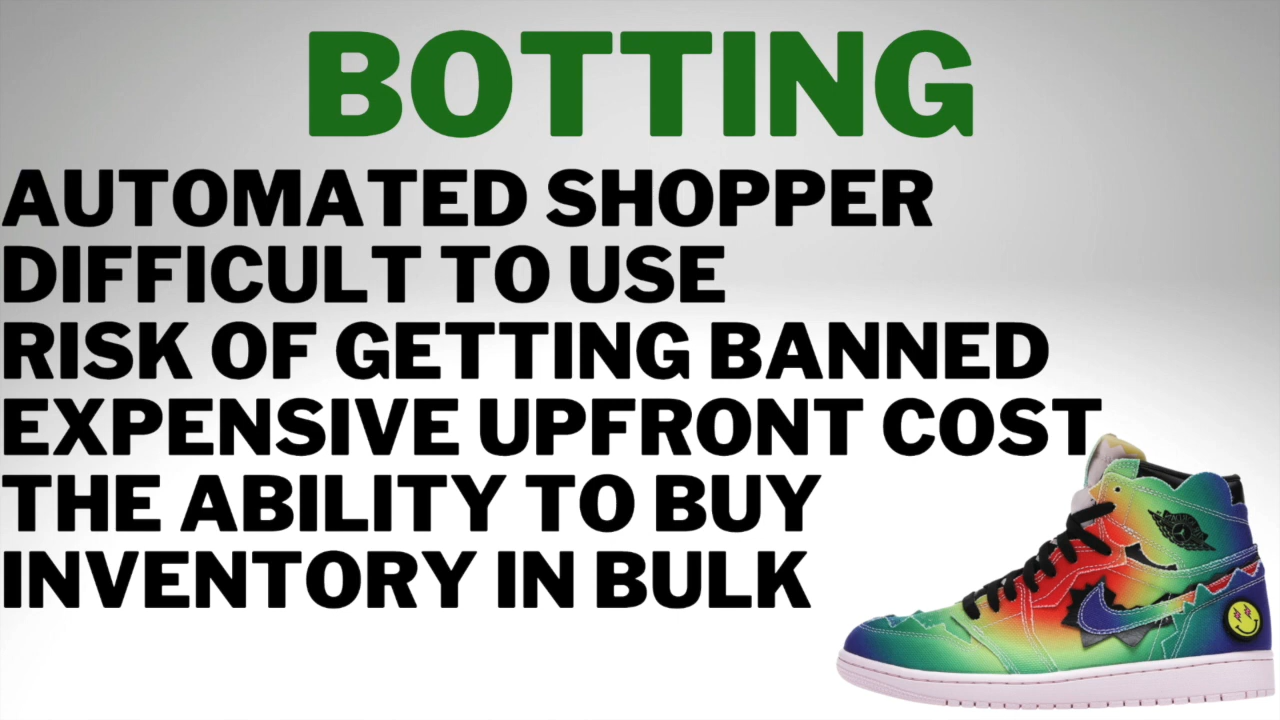 BOTTING
AUTOMATED SHOPPER
DIFFICULT TO USE
RISK OF GETTING BANNED
EXPENSIVE UPFRONT COST
THE ABILITY TO BUY
INVENTORY IN BULK